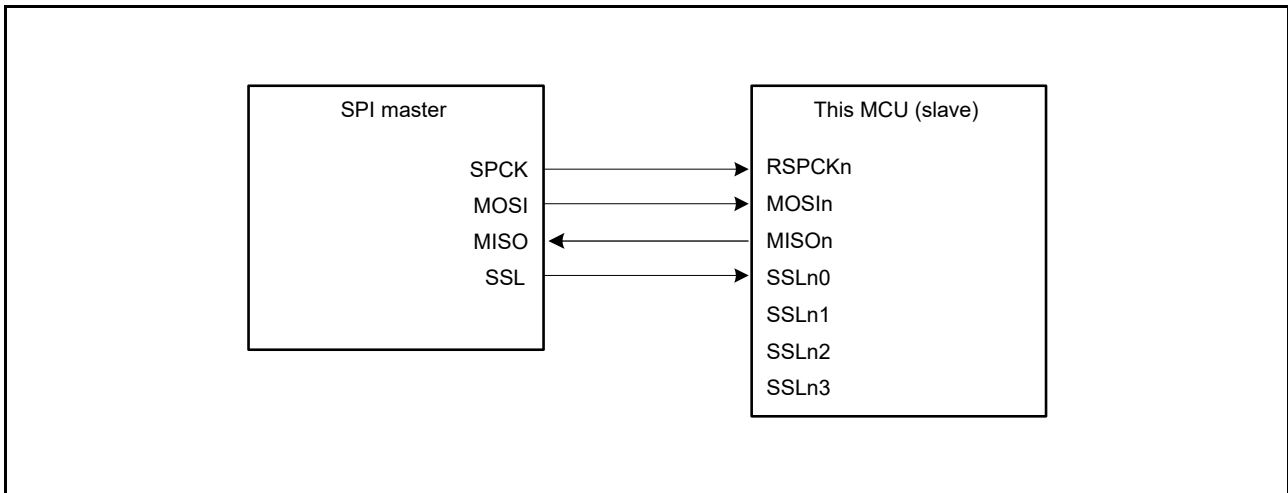 SPI master
SPCK
MOSI
MISO
SSL
This MCU (slave)
RSPCKn
MOSIn
MISOn
SSLn0
SSLn1
SSLn2
SSLn3